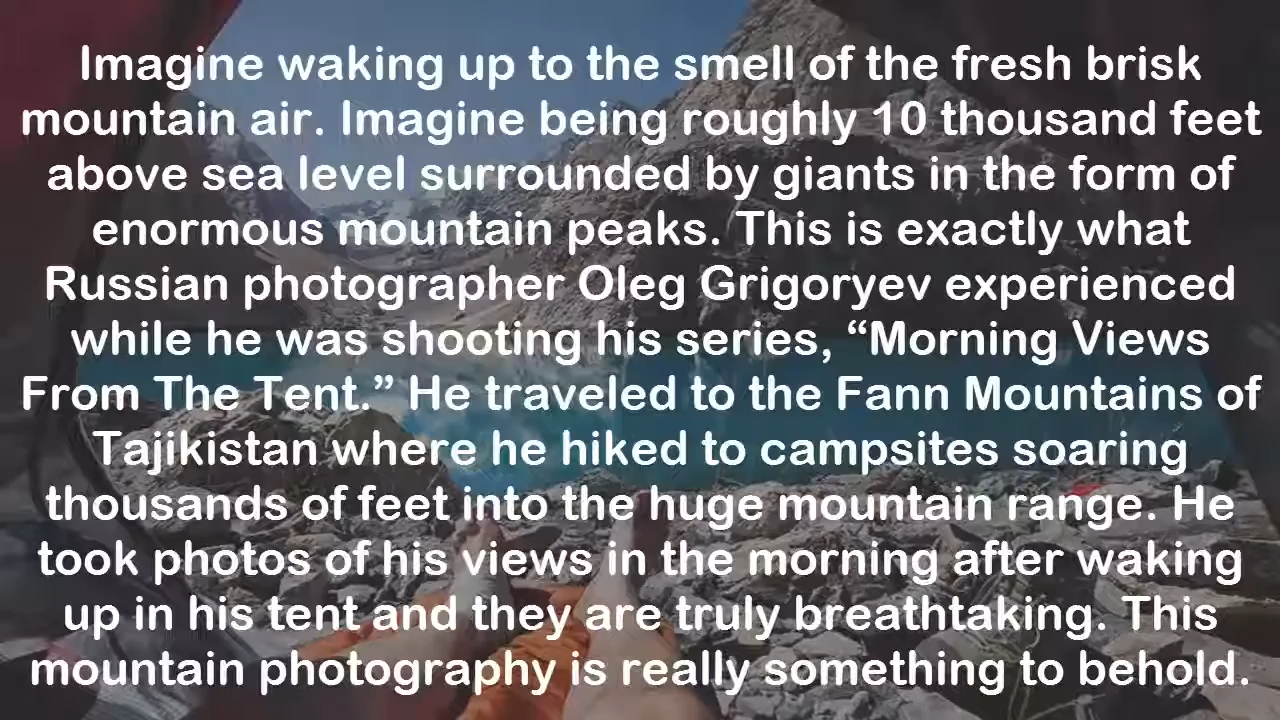 Imagine waking up to the smell of the fresh brisk
mountain air. Imagine being roughly 10 thousand feet
above sea level surrounded by giants in the form of
enormous mountain peaks. This is exactly what
Russian photographer Oleg Grigoryev experienced
while he was shooting his series, “Morning Views
From The Tent.” He traveled to the Fann Mountains of
Tajikistan where he hiked to campsites soaring
thousands of feet into the huge mountain range. He
took photos of his views in the morning after waking
up in his tent and they are truly breathtaking. This
mountain photography is really something to behold.